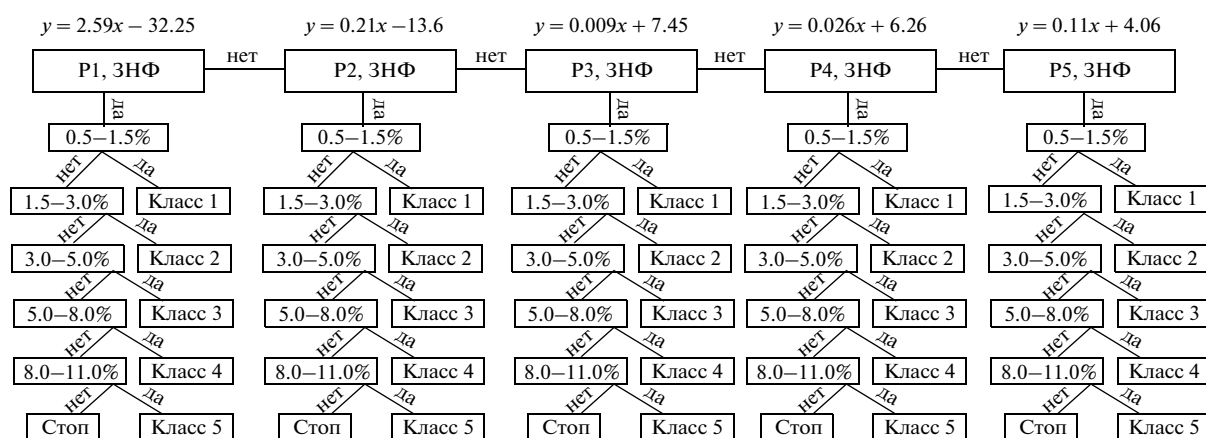 y = 2.59x − 32.25 y = 0.21x −13.6 y = 0.009x + 7.45 y = 0.026x + 6.26 y = 0.11x + 4.06
P1, ЗНФ нет P2, ЗНФ нет P3, ЗНФ нет P4, ЗНФ нет P5, ЗНФ
да да да да да
0.5–1.5% 0.5–1.5% 0.5–1.5% 0.5–1.5% 0.5–1.5%
нет да нет да нет да нет да нет да
1.5–3.0% Класс 1 1.5–3.0% Класс 1 1.5–3.0% Класс 1 1.5–3.0% Класс 1 1.5–3.0% Класс 1
нет да нет да нет да нет да нет да
3.0–5.0% Класс 2 3.0–5.0% Класс 2 3.0–5.0% Класс 2 3.0–5.0% Класс 2 3.0–5.0% Класс 2
нет да нет да нет да нет да нет да
5.0–8.0% Класс 3 5.0–8.0% Класс 3 5.0–8.0% Класс 3 5.0–8.0% Класс 3 5.0–8.0% Класс 3
нет да нет да нет да нет да нет да
8.0–11.0% Класс 4 8.0–11.0% Класс 4 8.0–11.0% Класс 4 8.0–11.0% Класс 4 8.0–11.0% Класс 4
нет да нет да нет да нет да нет да
Стоп Класс 5 Стоп Класс 5 Стоп Класс 5 Стоп Класс 5 Стоп Класс 5